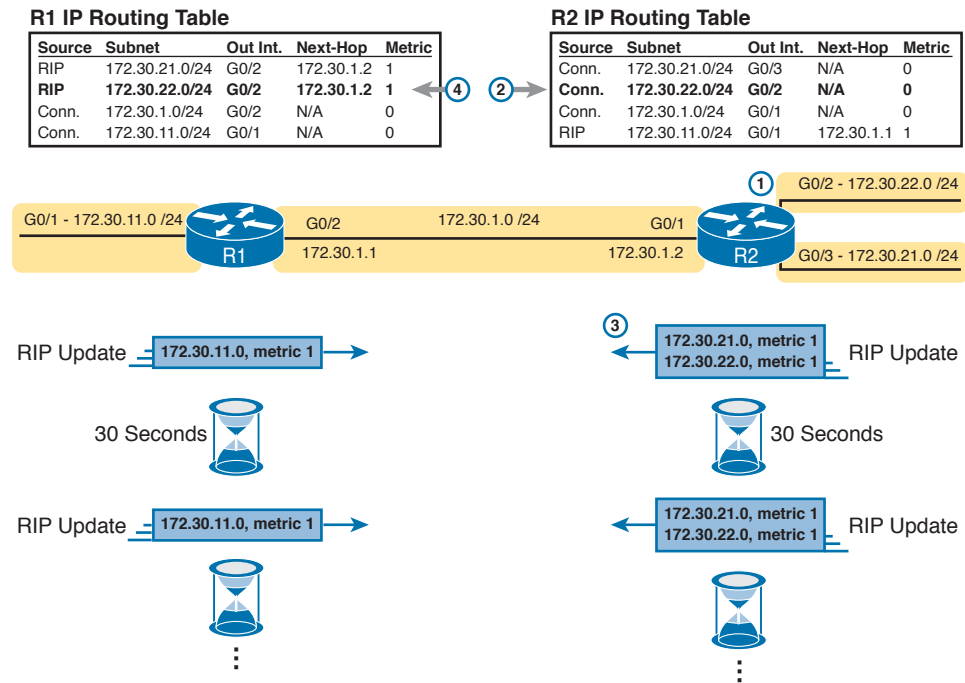 R1 IP Routing Table
Source Subnet Out Int. Next-Hop Metric
RIP 172.30.21.0/24 G0/2 172.30.1.2 1
RIP 172.30.22.0/24 G0/2 172.30.1.2 1
Conn. 172.30.1.0/24 G0/2 N/A 0
Conn. 172.30.11.0/24 G0/1 N/A 0
4
R2 IP Routing Table
Source Subnet Out Int. Next-Hop Metric
Conn. 172.30.21.0/24 G0/3 N/A 0
Conn. 172.30.22.0/24 G0/2 N/A 0
Conn. 172.30.1.0/24 G0/1 N/A 0
RIP 172.30.11.0/24 G0/1 172.30.1.1 1
2
1
G0/2 - 172.30.22.0 /24
G0/1 - 172.30.11.0 /24
G0/2
172.30.1.0 /24
G0/1
R1
172.30.1.1
172.30.1.2
R2
G0/3 - 172.30.21.0 /24
RIP Update
172.30.11.0, metric 1
3
172.30.21.0, metric 1
172.30.22.0, metric 1
RIP Update
30 Seconds
30 Seconds
RIP Update
172.30.11.0, metric 1
172.30.21.0, metric 1
172.30.22.0, metric 1
RIP Update